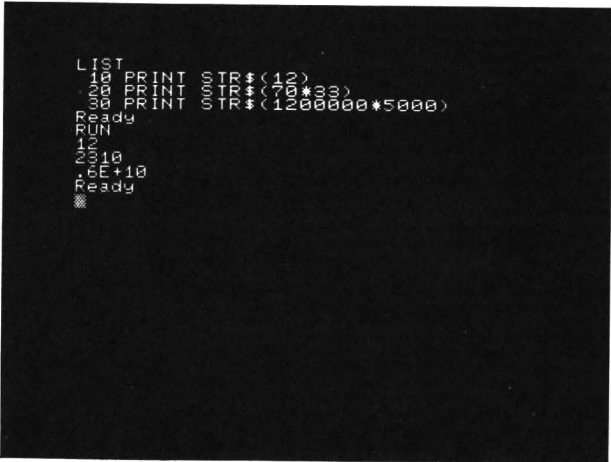 LIST
10 PRINT STR$(12)
20 PRINT STR$(70*33)
30 PRINT STR$(1200000*5000)
Ready
RUN
12
2310
.6E+10
Ready